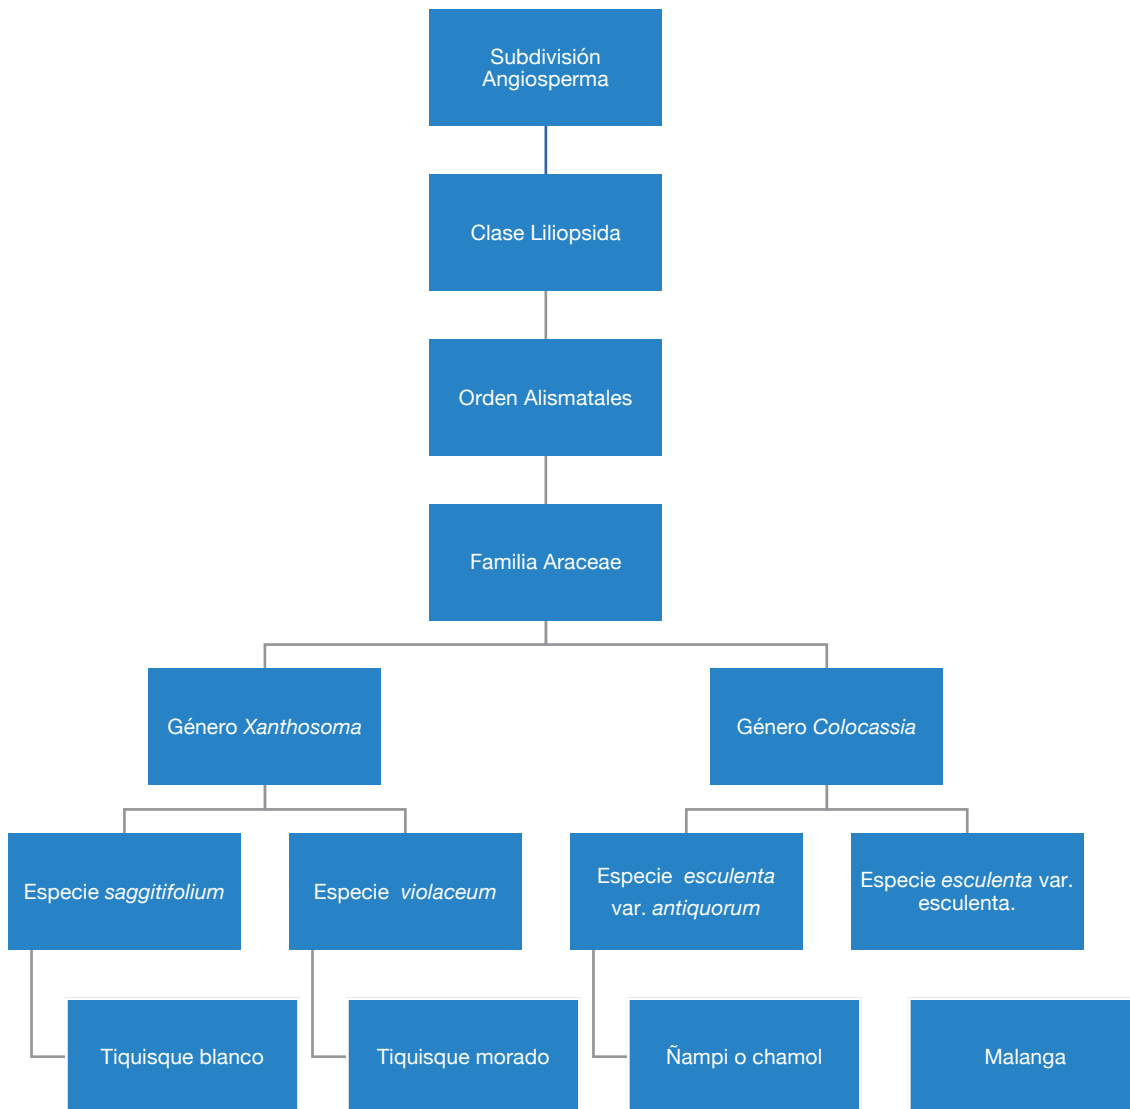 Subdivisión
Angiosperma
Clase Liliopsida
Orden Alismatales
Familia Araceae
Género Xanthosoma
Género Colocassia
Especie saggitifolium
Especie violaceum
Especie esculenta
var. antiquorum
Especie esculenta var.
esculenta.
Tiquisque blanco
Tiquisque morado
Ñampi o chamol
Malanga